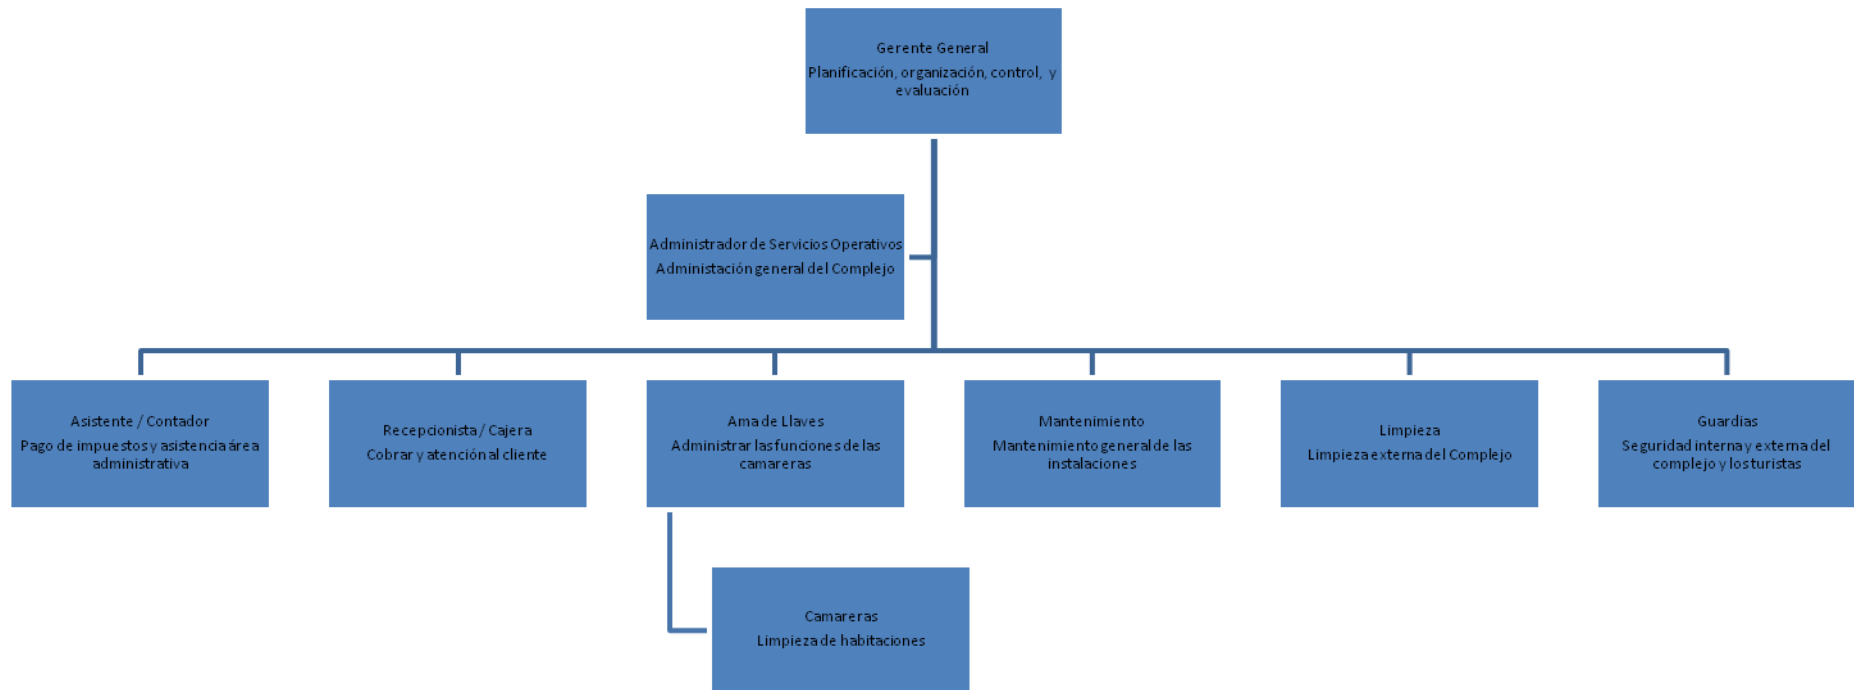 Gerente General
Planificación, organización, control, y
evaluación
Administrador de Servicios Operativos
Administación general del Complejo
Asistente / Contador
Pago de impuestos y asistencia área
administrativa
Recepcionista / Cajera
Cobrar y atención al cliente
Ama de Llaves
Administrar las funciones de las
camareras
Mantenimiento
Mantenimiento general de las
instalaciones
Limpieza
Limpieza externa del Complejo
Guardias
Seguridad interna y externa del
complejo y los turistas
Camareras
Limpieza de habitaciones